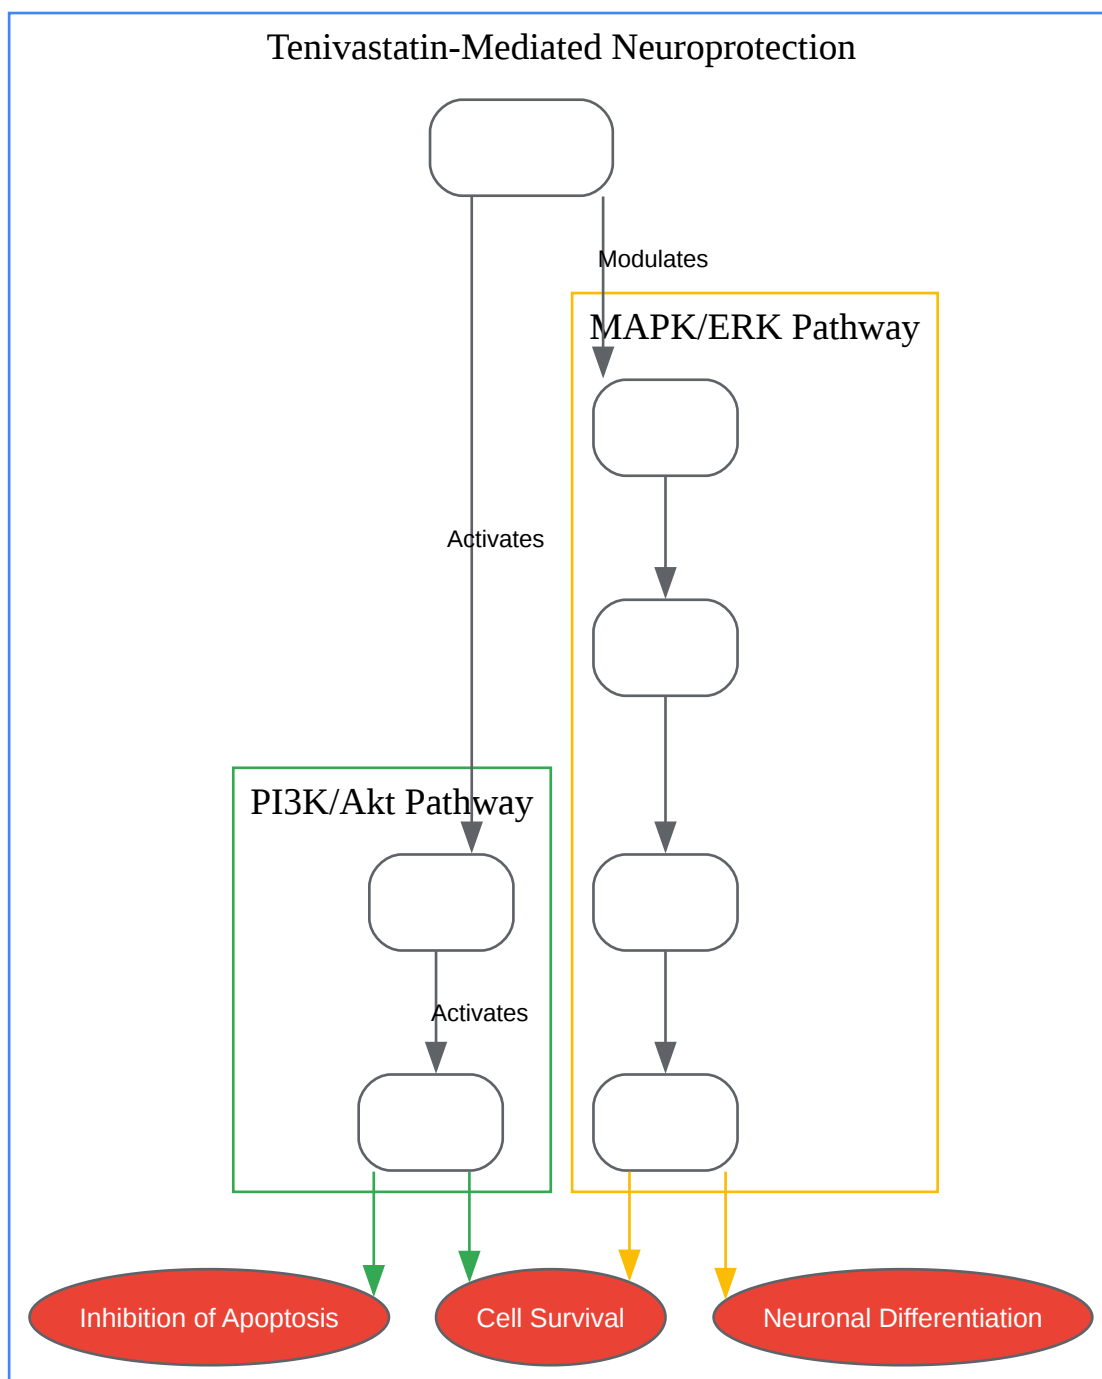 Tenivastatin-Mediated Neuroprotection
Modulates
MAPK/ERK Pathway
Activates
PI3K/Akt Pathway
Activates
Inhibition of Apoptosis
Cell Survival
Neuronal Differentiation